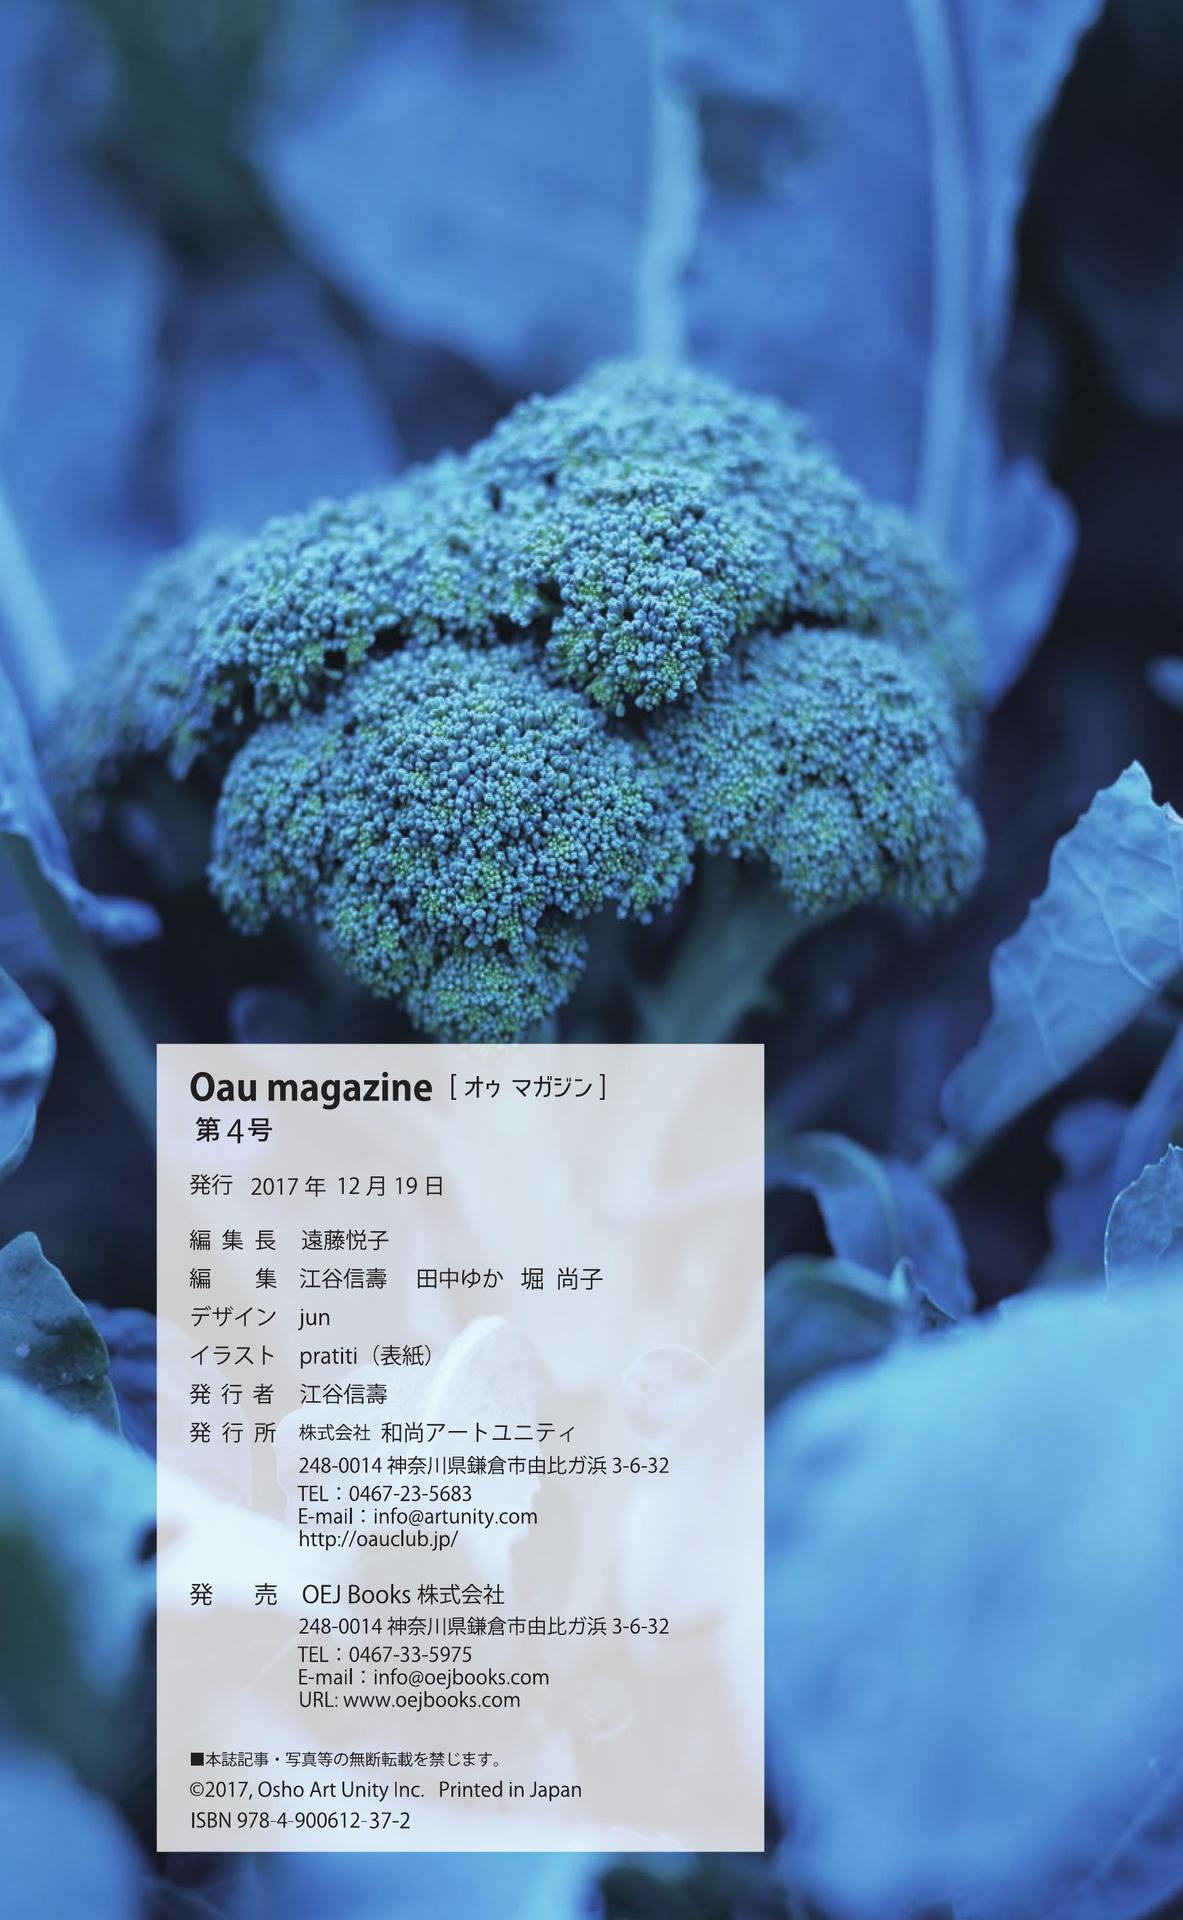 Oau magazine [ オゥ マガジン ]
第4号
発行 2017 年 12 月 19 日
編 集 長 遠藤悦子
編 集 江谷信壽 田中ゆか 堀 尚子
デザイン jun
イラスト pratiti（表紙）
発 行 者 江谷信壽
発 行 所 株式会社 和尚アートユニティ
248-0014 神奈川県鎌倉市由比ガ浜 3-6-32
TEL：0467-23-5683
E-mail：info@artunity.com
http://oauclub.jp/
発 売 OEJ Books 株式会社
248-0014 神奈川県鎌倉市由比ガ浜 3-6-32
TEL：0467-33-5975
E-mail：info@oejbooks.com
URL: www.oejbooks.com
■本誌記事・写真等の無断転載を禁じます。
©2017, Osho Art Unity Inc. Printed in Japan
ISBN 978-4-900612-37-2